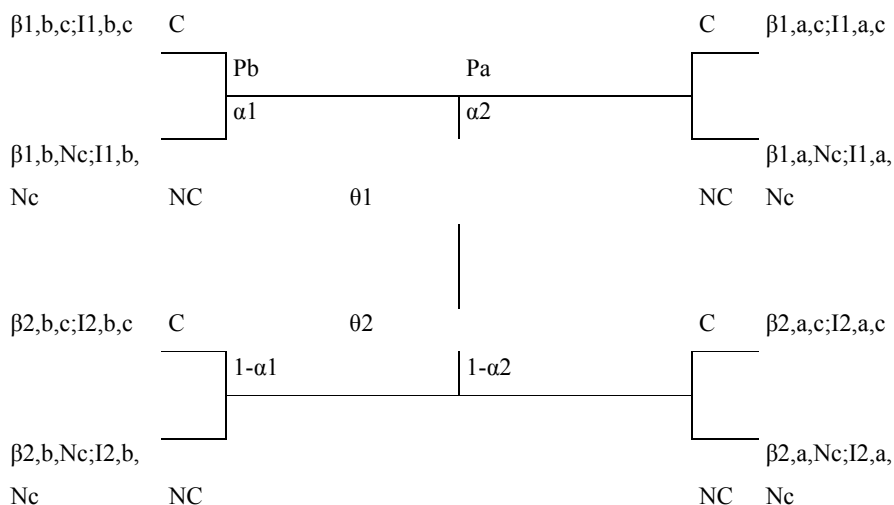 β1,b,c;I1,b,c C C β1,a,c;I1,a,c
Pb Pa
α1 α2
β1,b,Nc;I1,b, β1,a,Nc;I1,a,
Nc NC θ1 NC Nc
β2,b,c;I2,b,c C θ2 C β2,a,c;I2,a,c
1-α1 1-α2
β2,b,Nc;I2,b, β2,a,Nc;I2,a,
Nc NC NC Nc